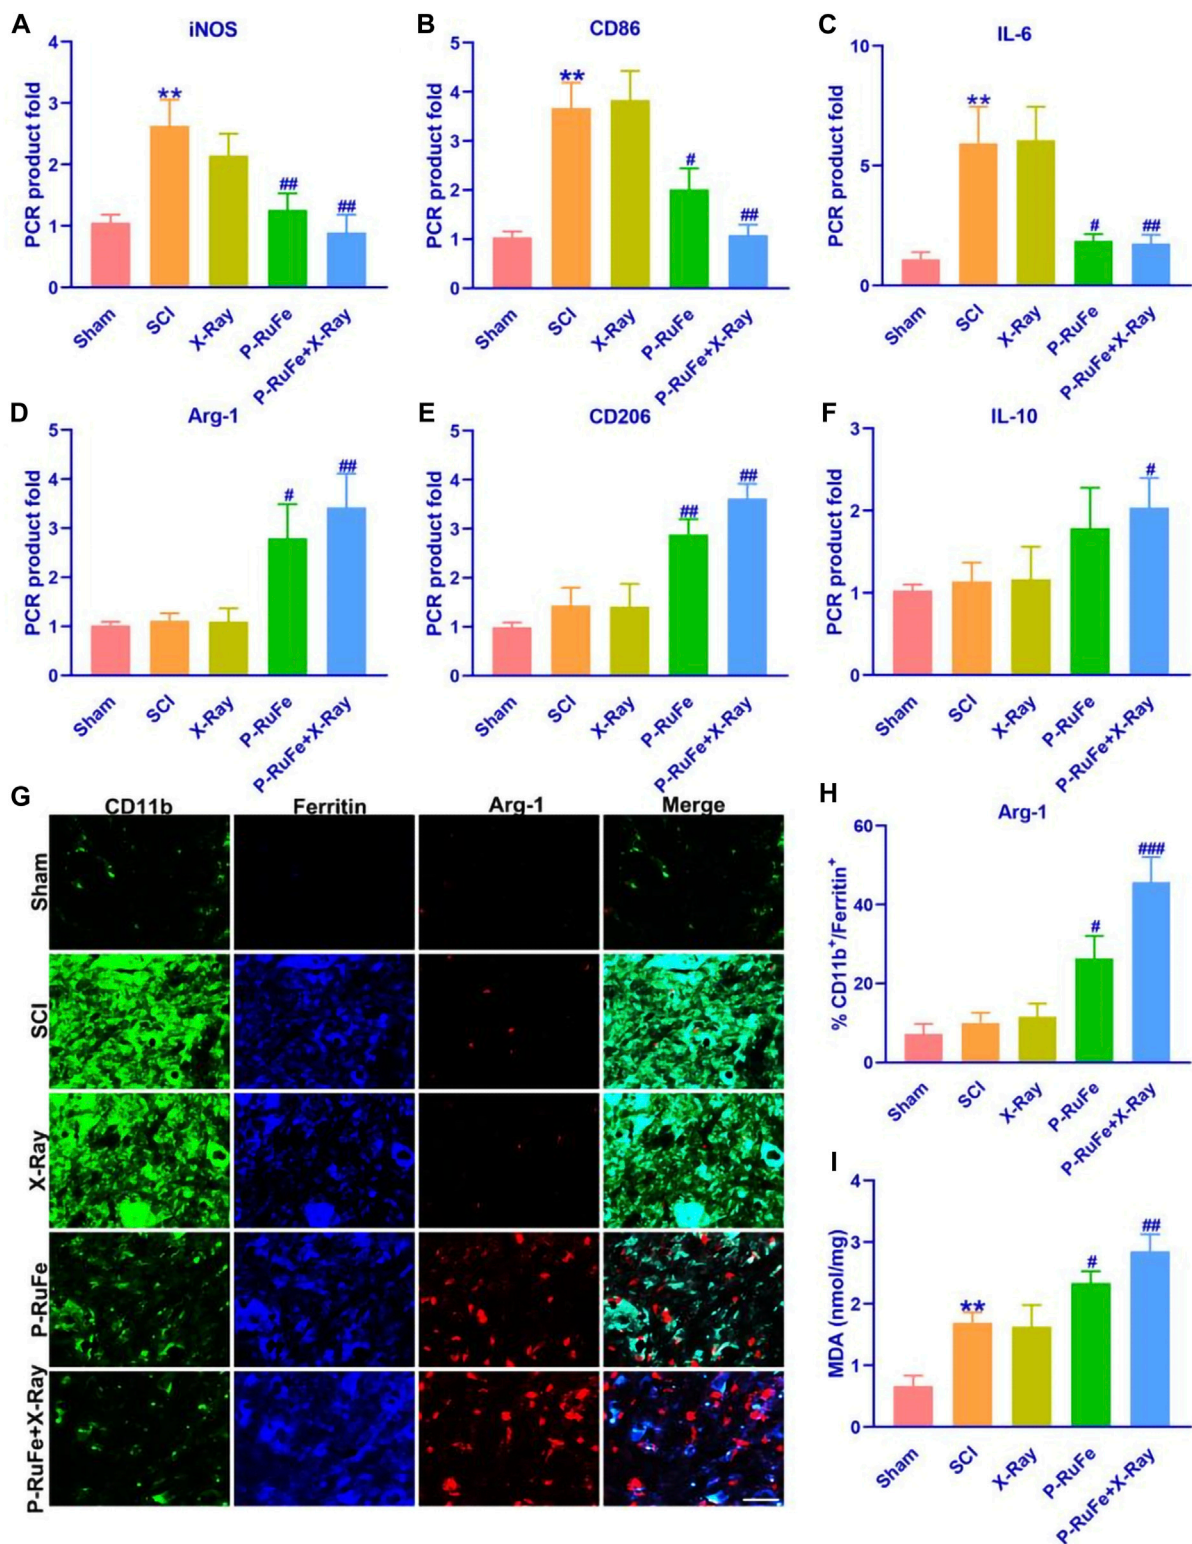 A
iNOS
PCR product fold
4
3
2
1
0
**
##
##
Sham
SCI
X-Ray
P-RuFe
P-RuFe+X-Ray
B
CD86
PCR product fold
5
4
3
2
1
0
**
#
##
Sham
SCI
X-Ray
P-RuFe
P-RuFe+X-Ray
C
IL-6
PCR product fold
10
5
0
**
#
##
Sham
SCI
X-Ray
P-RuFe
P-RuFe+X-Ray
D
Arg-1
PCR product fold
5
4
3
2
1
0
#
##
Sham
SCI
X-Ray
P-RuFe
P-RuFe+X-Ray
E
CD206
PCR product fold
5
4
3
2
1
0
##
##
Sham
SCI
X-Ray
P-RuFe
P-RuFe+X-Ray
F
IL-10
PCR product fold
3
2
1
0
#
Sham
SCI
X-Ray
P-RuFe
P-RuFe+X-Ray
G
CD11b Ferritin Arg-1 Merge
Sham
SCI
X-Ray
P-RuFe
P-RuFe+X-Ray
H
Arg-1
% CD11b⁺/Ferritin⁺
60
40
20
0
#
###
Sham
SCI
X-Ray
P-RuFe
P-RuFe+X-Ray
I
MDA (nmol/mg)
4
3
2
1
0
**
#
##
Sham
SCI
X-Ray
P-RuFe
P-RuFe+X-Ray